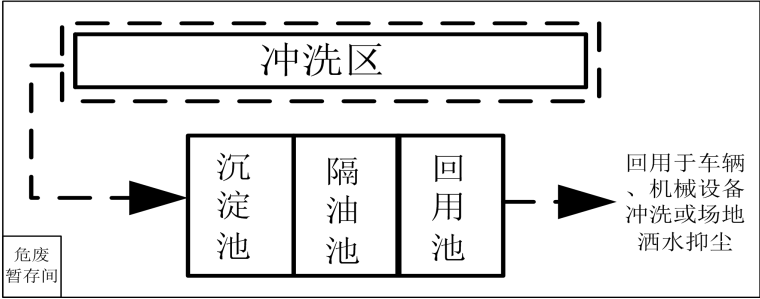 冲洗区
沉淀池
隔油池
回用池
回用于车辆
、机械设备
冲洗或场地
洒水抑尘
危废
暂存间